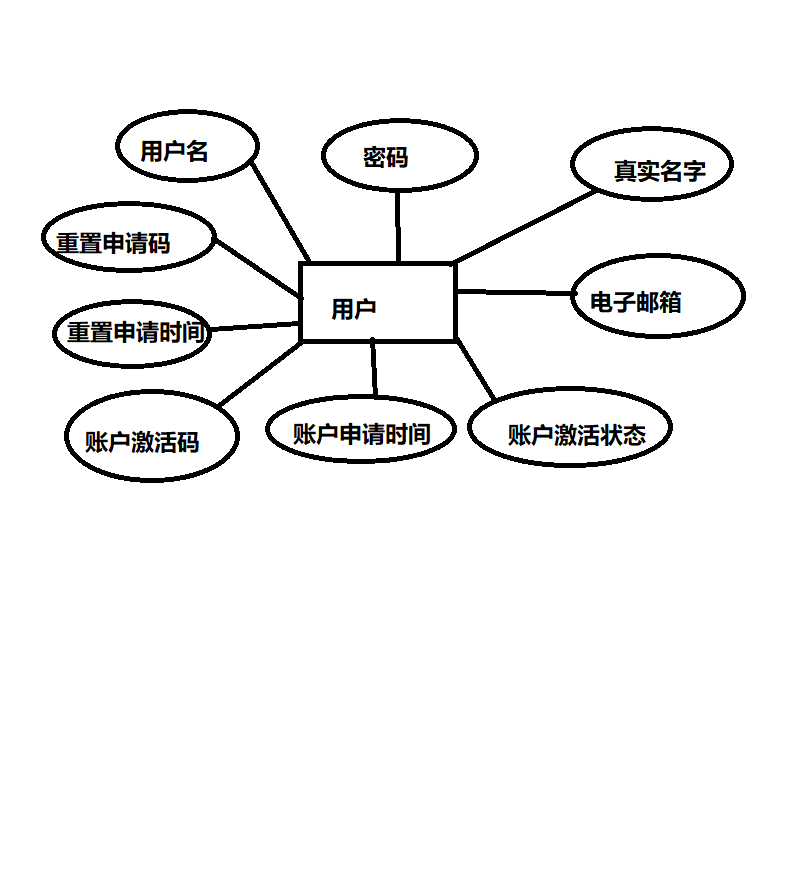 用户名
密码
真实名字
重置申请码
电子邮箱
用户
重置申请时间
账户激活码
账户申请时间
账户激活状态